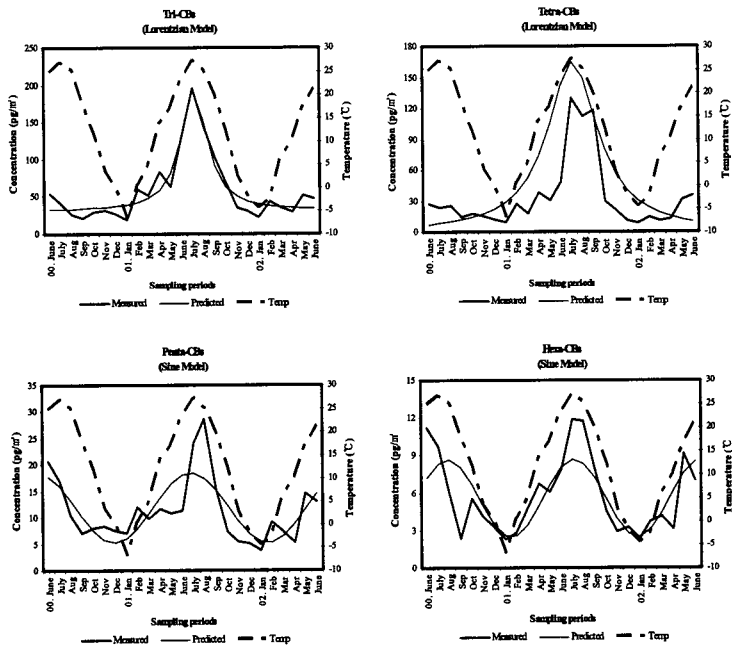 Tri-CBs
(Lorentzian Model)
Concentration (pg/㎥)
250
200
150
100
50
0
Temperature (℃)
30
25
20
15
10
5
0
-5
-10
00. June
July
Aug
Sep
Oct
Nov
Dec
01. Jan
Feb
Mar
Apr
May
June
July
Aug
Sep
Oct
Nov
Dec
02. Jan
Feb
Mar
Apr
May
June
Sampling periods
Measured
Predicted
Temp
Tetra-CBs
(Lorentzian Model)
Concentration (pg/㎥)
180
150
120
90
60
30
0
Temperature (℃)
30
25
20
15
10
5
0
-5
-10
00. June
July
Aug
Sep
Oct
Nov
Dec
01. Jan
Feb
Mar
Apr
May
June
July
Aug
Sep
Oct
Nov
Dec
02. Jan
Feb
Mar
Apr
May
June
Sampling periods
Measured
Predicted
Temp
Penta-CBs
(Sine Model)
Concentration (pg/㎥)
35
30
25
20
15
10
5
0
Temperature (℃)
30
25
20
15
10
5
0
-5
-10
00. June
July
Aug
Sep
Oct
Nov
Dec
01. Jan
Feb
Mar
Apr
May
June
July
Aug
Sep
Oct
Nov
Dec
02. Jan
Feb
Mar
Apr
May
June
Sampling periods
Measured
Predicted
Temp
Hexa-CBs
(Sine Model)
Concentration (pg/㎥)
15
12
9
6
3
0
Temperature (℃)
30
25
20
15
10
5
0
-5
-10
00. June
July
Aug
Sep
Oct
Nov
Dec
01. Jan
Feb
Mar
Apr
May
June
July
Aug
Sep
Oct
Nov
Dec
02. Jan
Feb
Mar
Apr
May
June
Sampling periods
Measured
Predicted
Temp